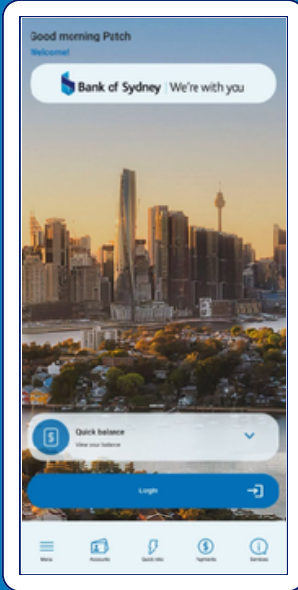 Good morning Patch
Welcome!
Bank of Sydney | We're with you
Quick balance
View your balance
Login
Menu
Accounts
Quick links
Payments
Services